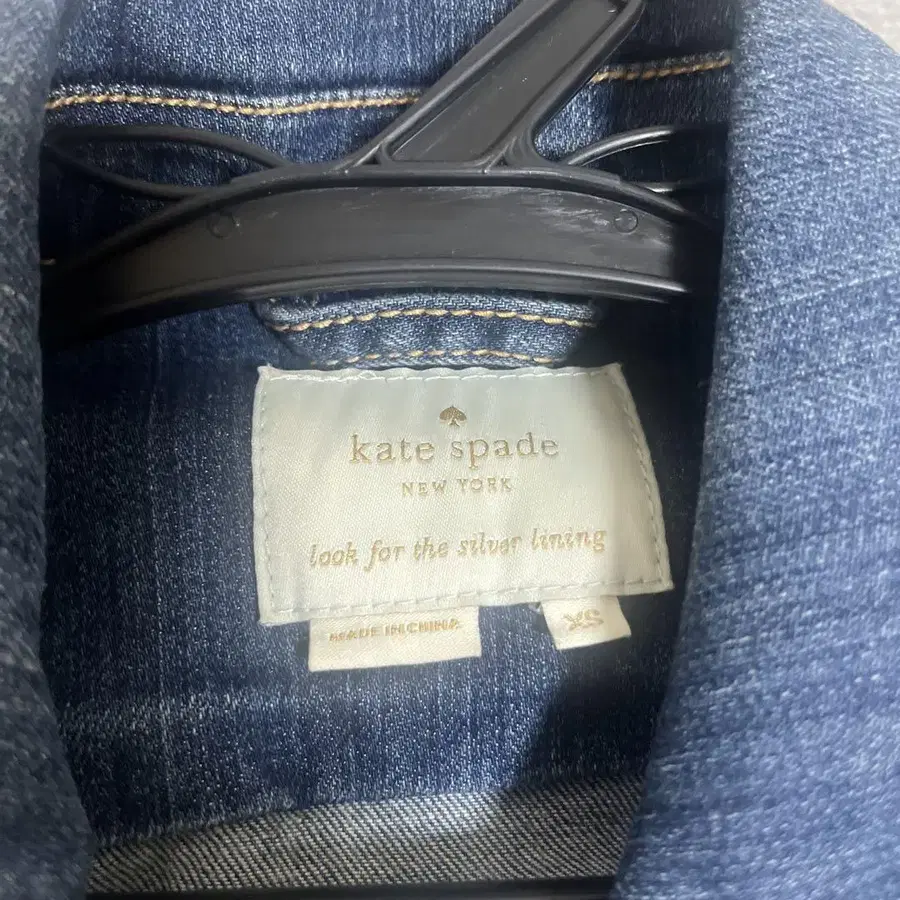 kate spade
NEW YORK
look for the silver lining
MADE IN CHINA
XS